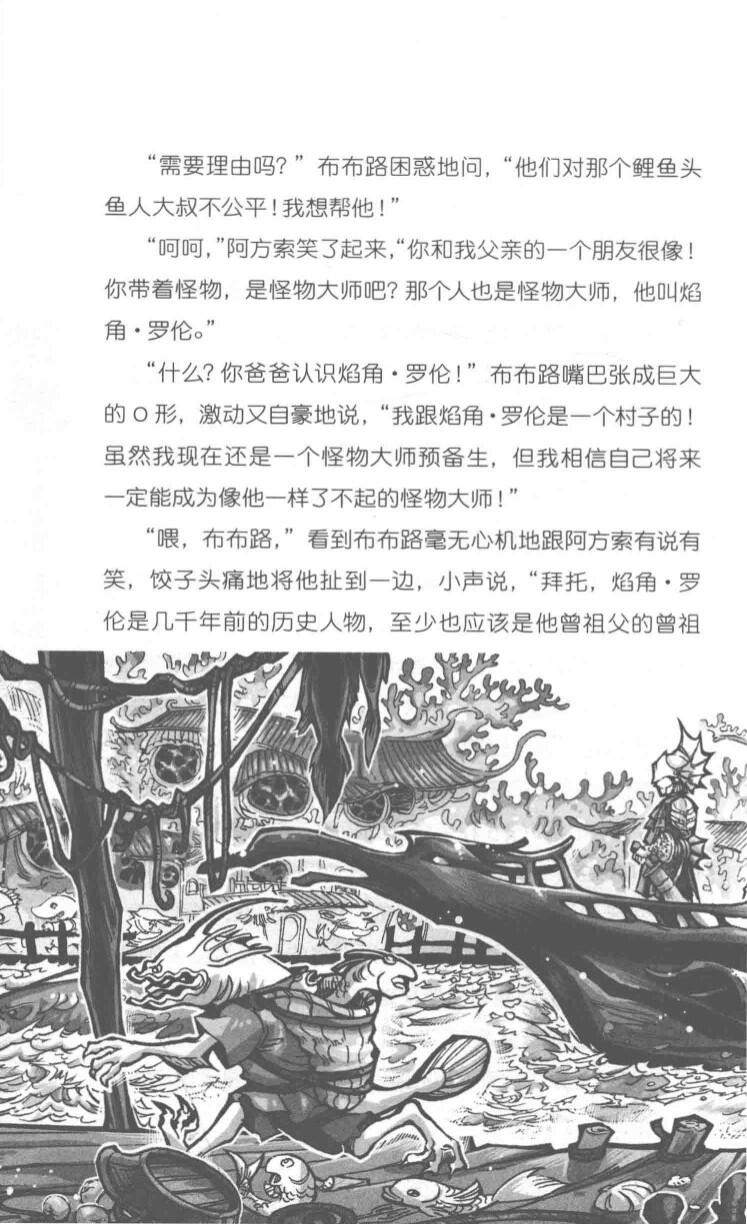 “需要理由吗？”布布路困惑地问，“他们对那个鲤鱼头
鱼人大叔不公平！我想帮他！”
“呵呵，”阿方索笑了起来，“你和我父亲的一个朋友很像！
你带着怪物，是怪物大师吧？那个人也是怪物大师，他叫焰
角·罗伦。”
“什么？你爸爸认识焰角·罗伦！”布布路嘴巴张成巨大
的 O 形，激动又自豪地说，“我跟焰角·罗伦是一个村子的！
虽然我现在还是一个怪物大师预备生，但我相信自己将来
一定能成为像他一样了不起的怪物大师！”
“喂，布布路，”看到布布路毫无心机地跟阿方索有说有
笑，饺子头痛地将他扯到一边，小声说，“拜托，焰角·罗
伦是几千年前的历史人物，至少也应该是他曾祖父的曾祖